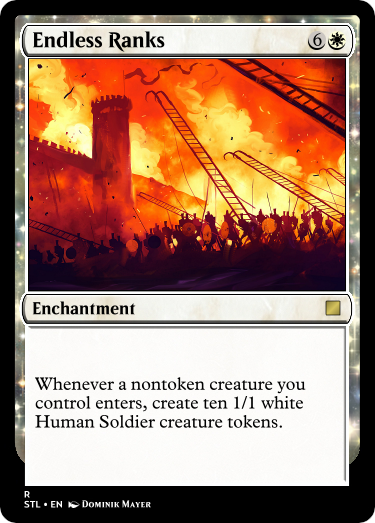 Endless Ranks 6
Enchantment
Whenever a nontoken creature you
control enters, create ten 1/1 white
Human Soldier creature tokens.
R
STL • EN Dominik Mayer